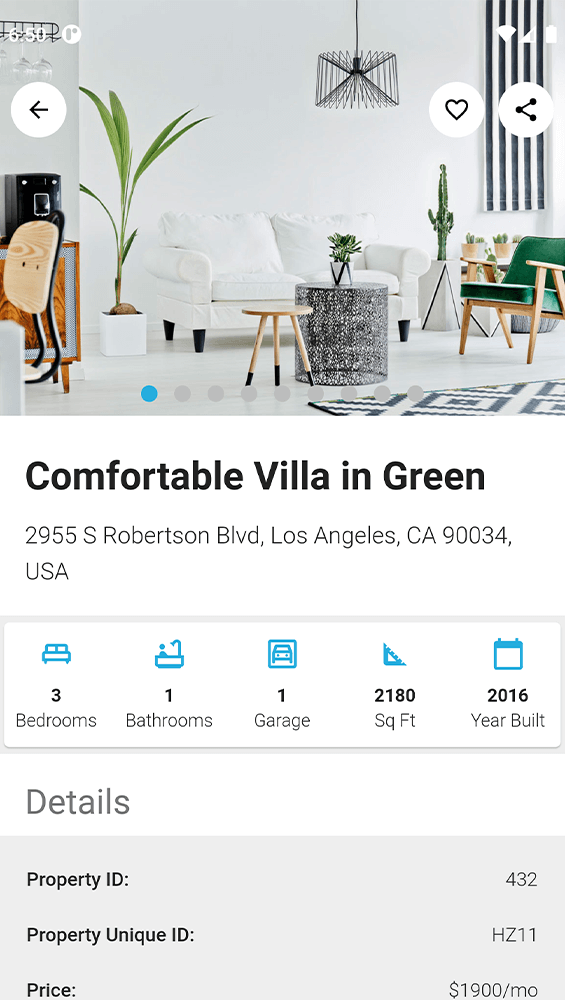 6:50
Comfortable Villa in Green
2955 S Robertson Blvd, Los Angeles, CA 90034,
USA
3 1 1 2180 2016
Bedrooms Bathrooms Garage Sq Ft Year Built
Details
Property ID: 432
Property Unique ID: HZ11
Price: $1900/mo